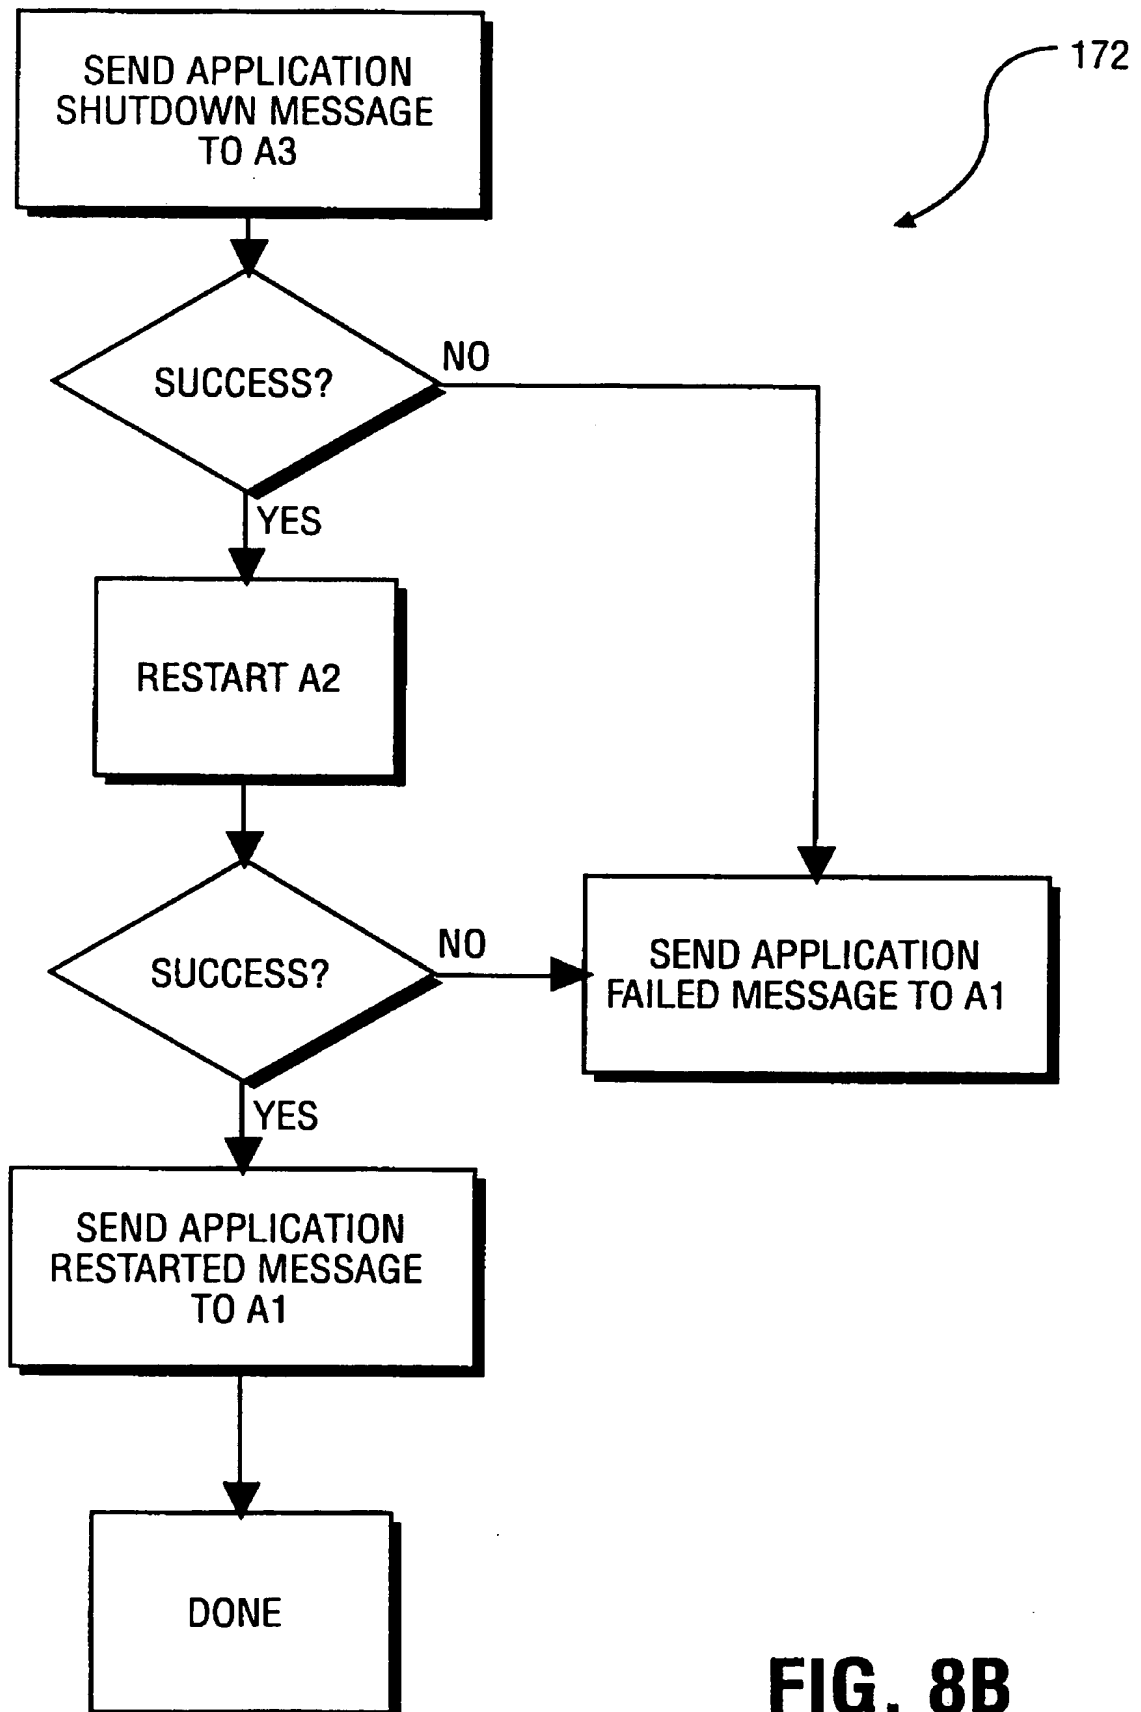 SEND APPLICATION
SHUTDOWN MESSAGE
TO A3
172
SUCCESS?
NO
YES
RESTART A2
SUCCESS?
NO
SEND APPLICATION
FAILED MESSAGE TO A1
YES
SEND APPLICATION
RESTARTED MESSAGE
TO A1
DONE
FIG. 8B